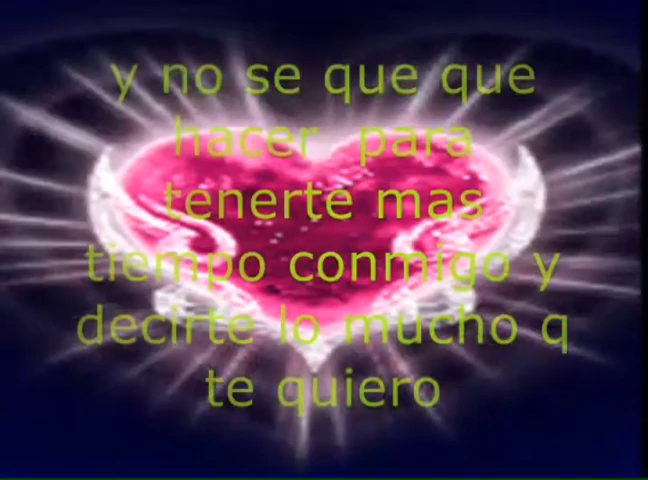 y no se que que
hacer para
tenerte mas
tiempo conmigo y
decirte lo mucho q
te quiero